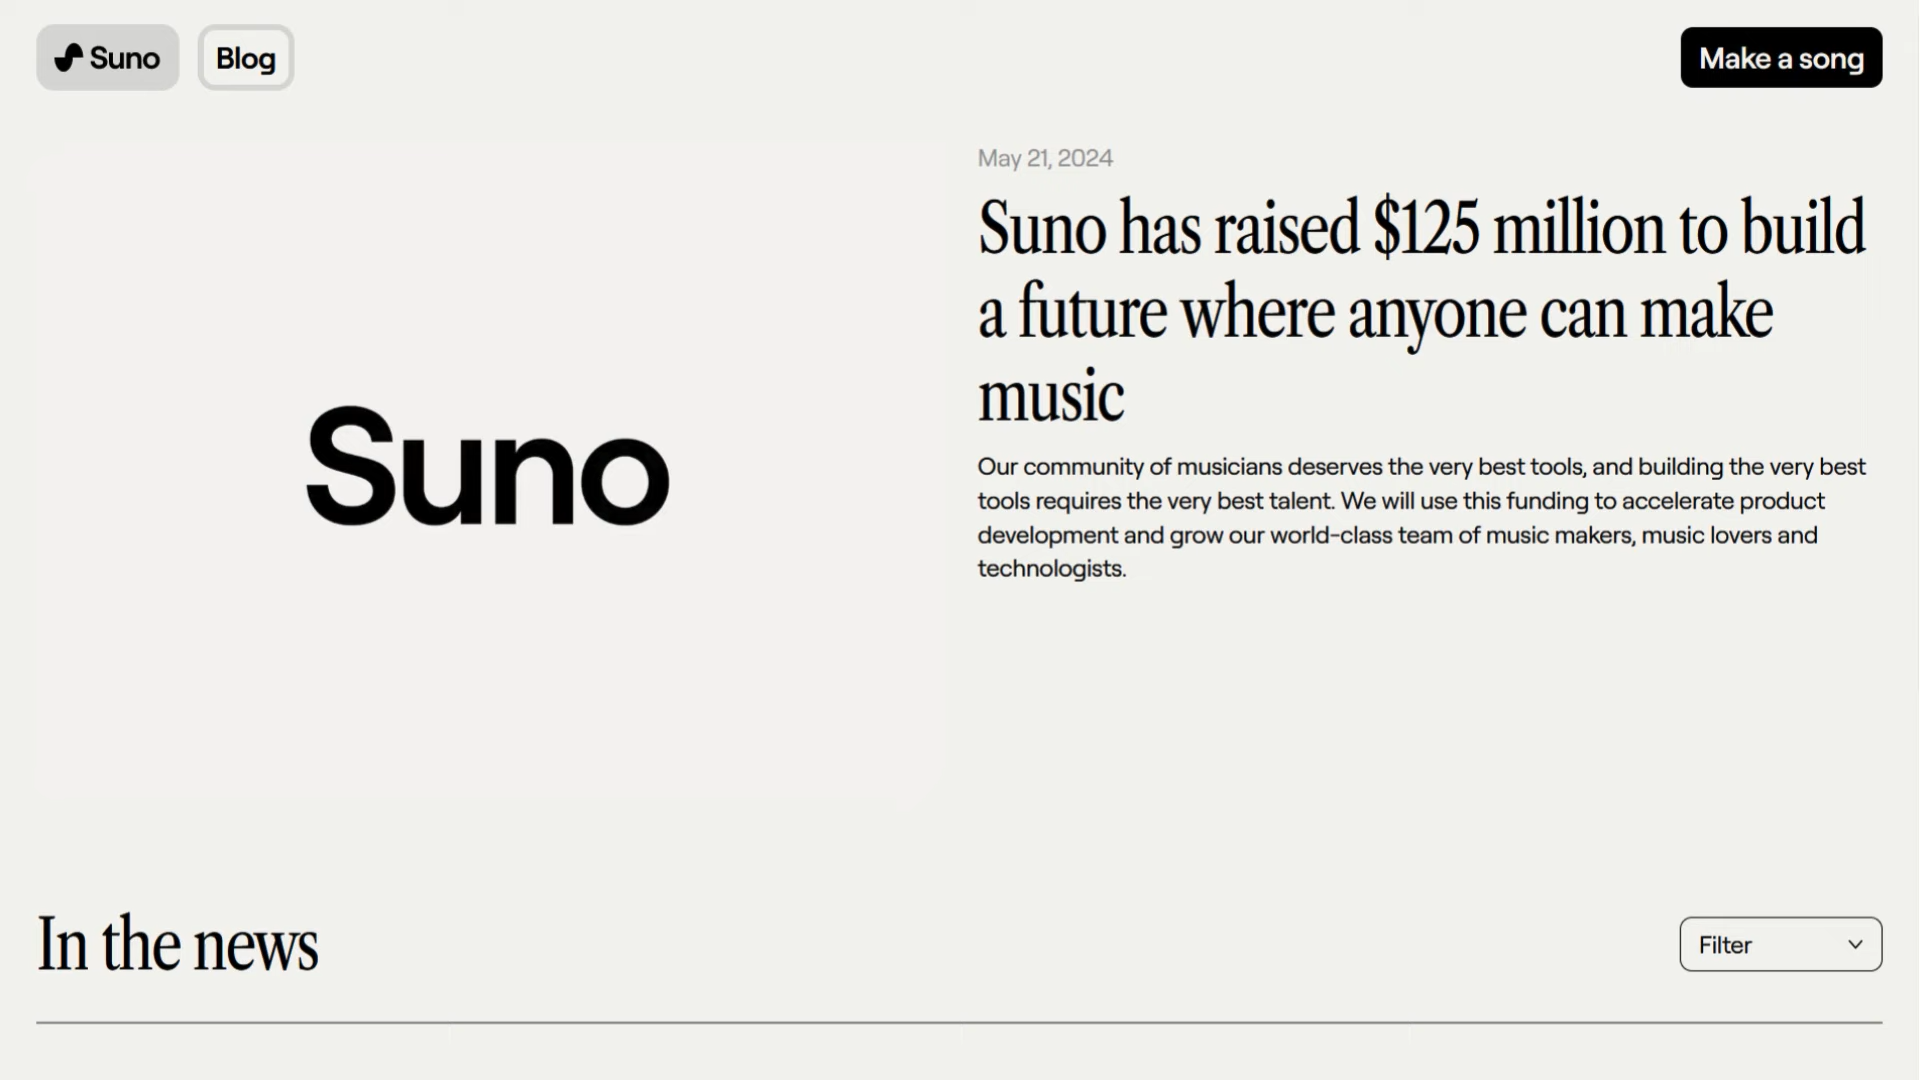 Suno
Blog
Make a song
May 21, 2024
Suno has raised $125 million to build
a future where anyone can make
music
Our community of musicians deserves the very best tools, and building the very best
tools requires the very best talent. We will use this funding to accelerate product
development and grow our world-class team of music makers, music lovers and
technologists.
Suno
In the news
Filter